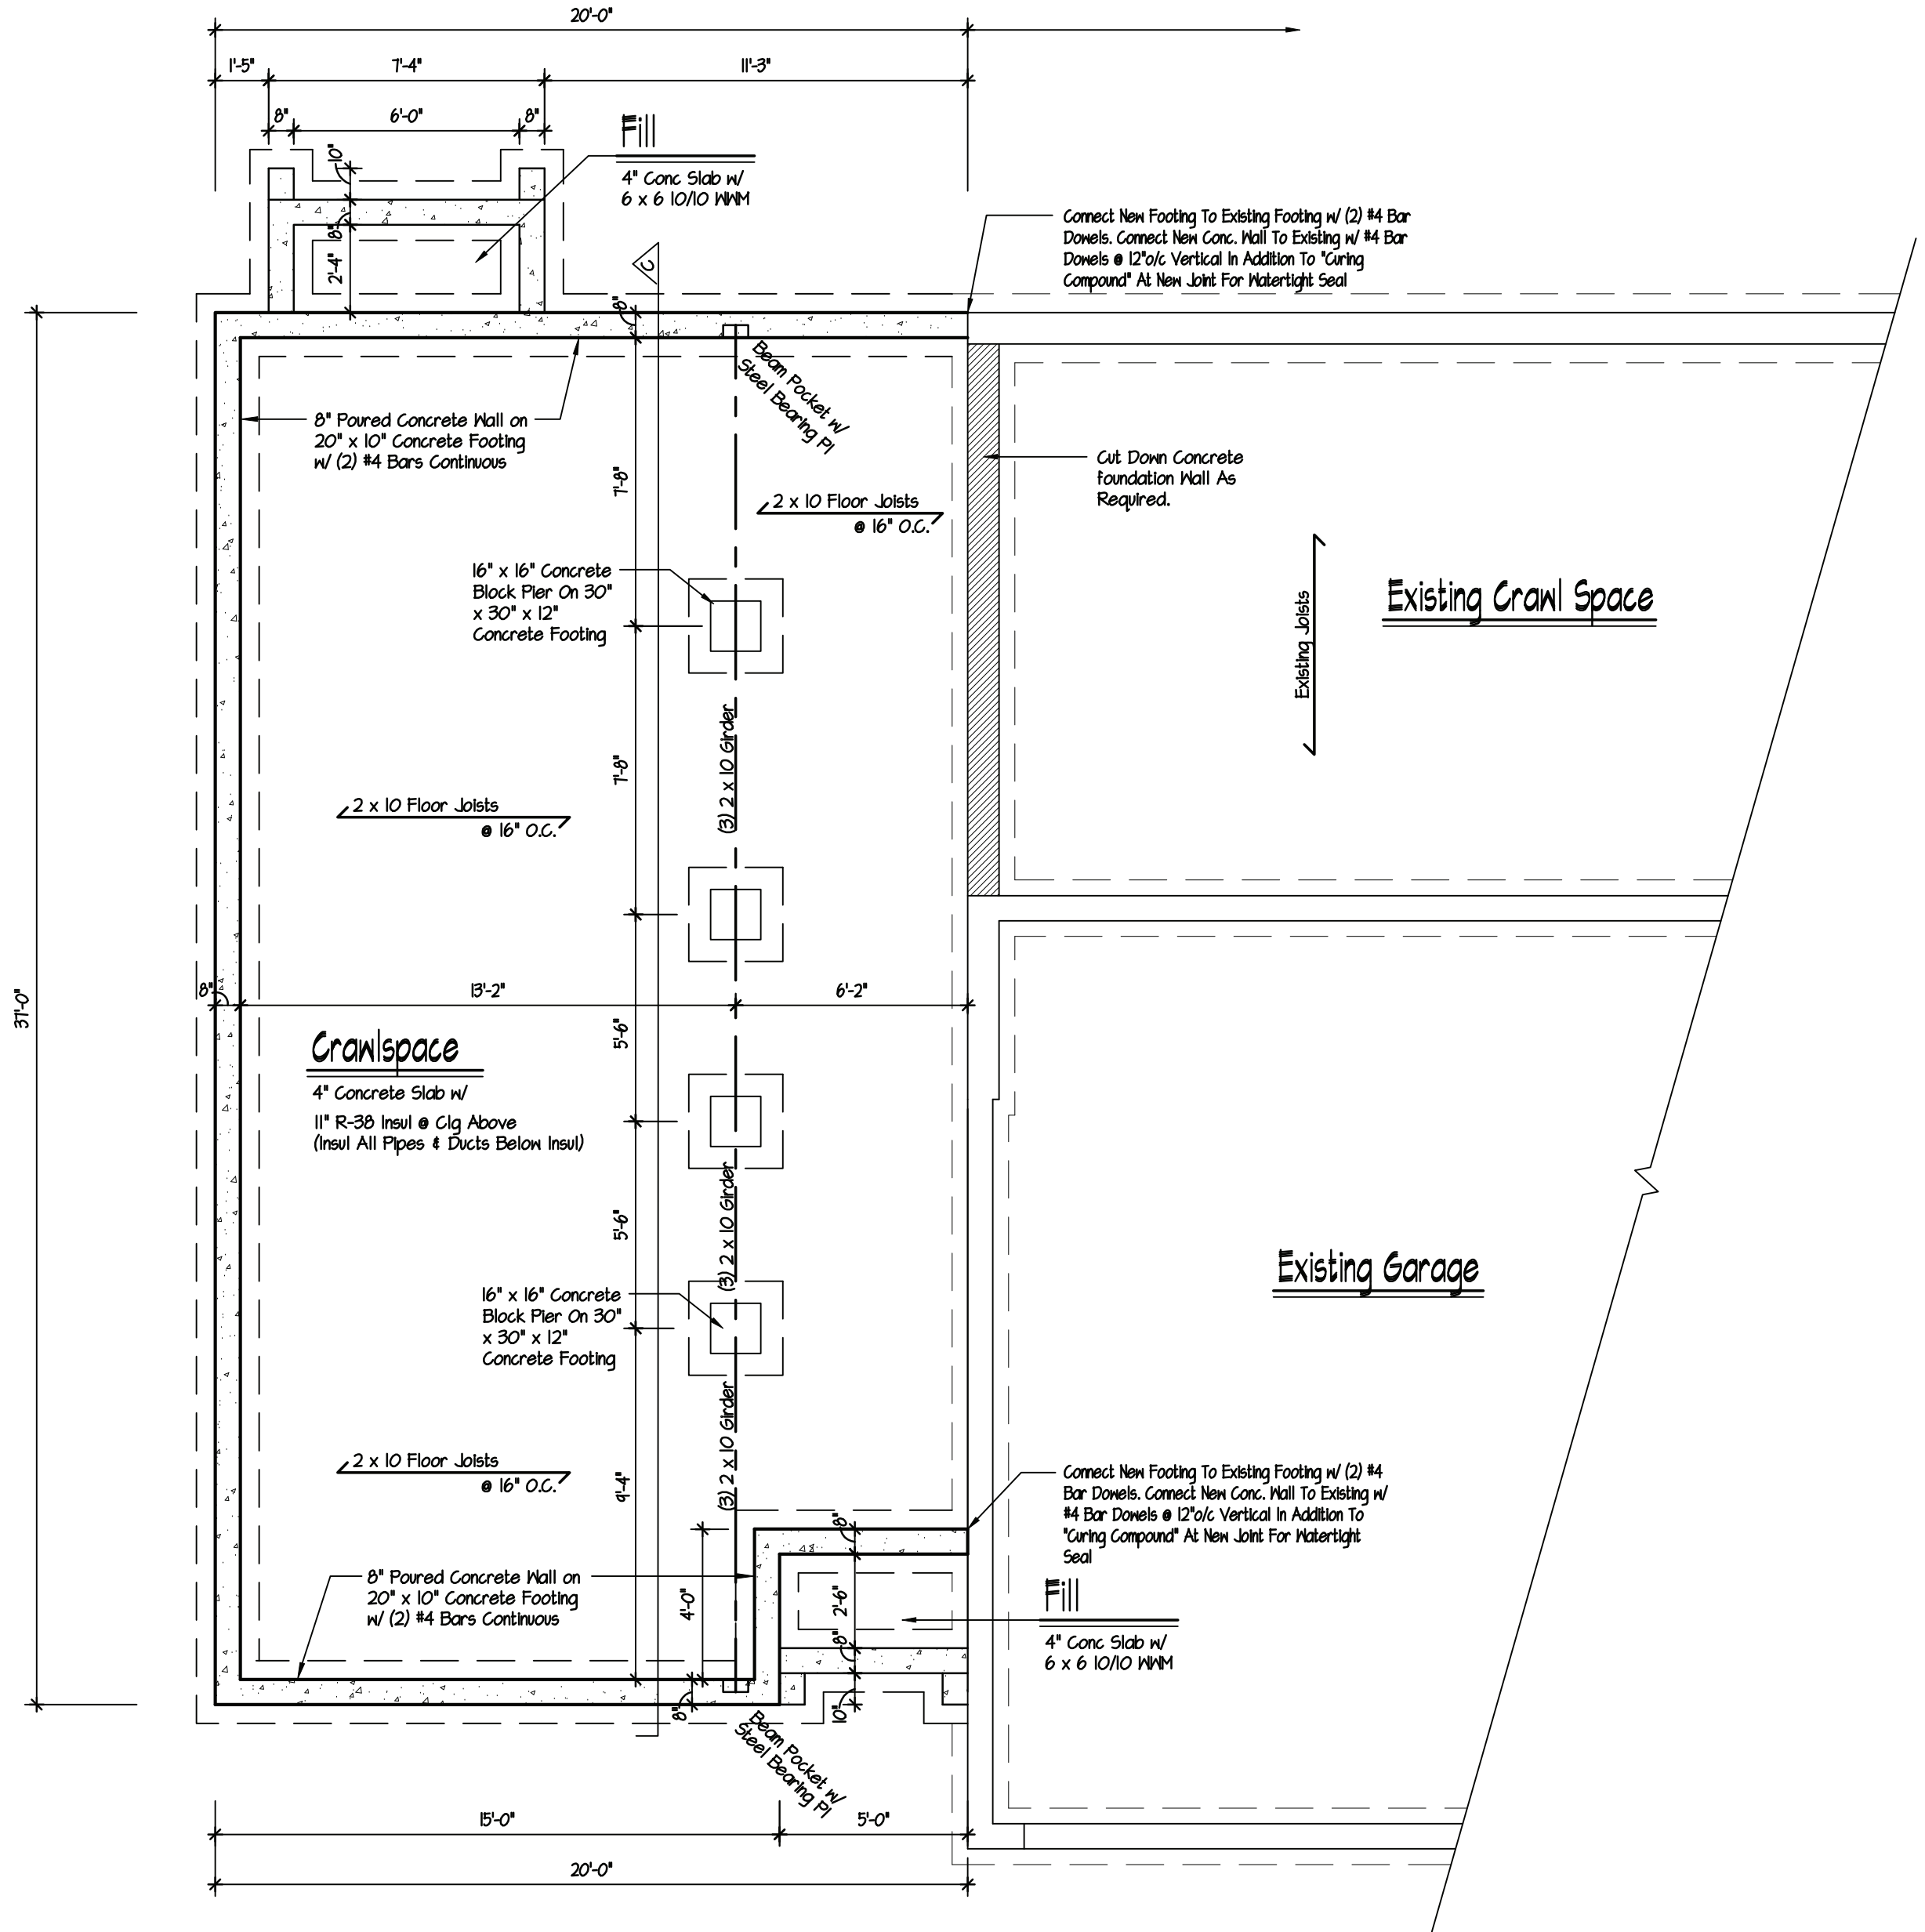 20'-0"
1'-5"
7'-4"
11'-3"
8"
6'-0"
8"
Fill
4" Conc Slab w/
6 x 6 10/10 WWM
10"
8"
2'-4"
C
8"
Connect New Footing To Existing Footing w/ (2) #4 Bar
Dowels. Connect New Conc. Wall To Existing w/ #4 Bar
Dowels @ 12"o/c Vertical In Addition To "Curing
Compound" At New Joint For Watertight Seal
Beam Pocket w/
Steel Bearing Pl
8" Poured Concrete Wall on
20" x 10" Concrete Footing
w/ (2) #4 Bars Continuous
7'-8"
2 x 10 Floor Joists
@ 16" O.C.
Cut Down Concrete
foundation Wall As
Required.
16" x 16" Concrete
Block Pier On 30"
x 30" x 12"
Concrete Footing
Existing Joists
Existing Crawl Space
(3) 2 x 10 Girder
7'-8"
2 x 10 Floor Joists
@ 16" O.C.
37'-0"
8"
13'-2"
6'-2"
Crawlspace
4" Concrete Slab w/
11" R-38 Insul @ Clg Above
(Insul All Pipes & Ducts Below Insul)
5'-6"
5'-6"
(3) 2 x 10 Girder
Existing Garage
16" x 16" Concrete
Block Pier On 30"
x 30" x 12"
Concrete Footing
(3) 2 x 10 Girder
2 x 10 Floor Joists
@ 16" O.C.
9'-4"
Connect New Footing To Existing Footing w/ (2) #4
Bar Dowels. Connect New Conc. Wall To Existing w/
#4 Bar Dowels @ 12"o/c Vertical In Addition To
"Curing Compound" At New Joint For Watertight
Seal
8"
8" Poured Concrete Wall on
20" x 10" Concrete Footing
w/ (2) #4 Bars Continuous
4'-0"
2'-6"
Fill
4" Conc Slab w/
6 x 6 10/10 WWM
8"
8"
10"
Beam Pocket w/
Steel Bearing Pl
15'-0"
5'-0"
20'-0"